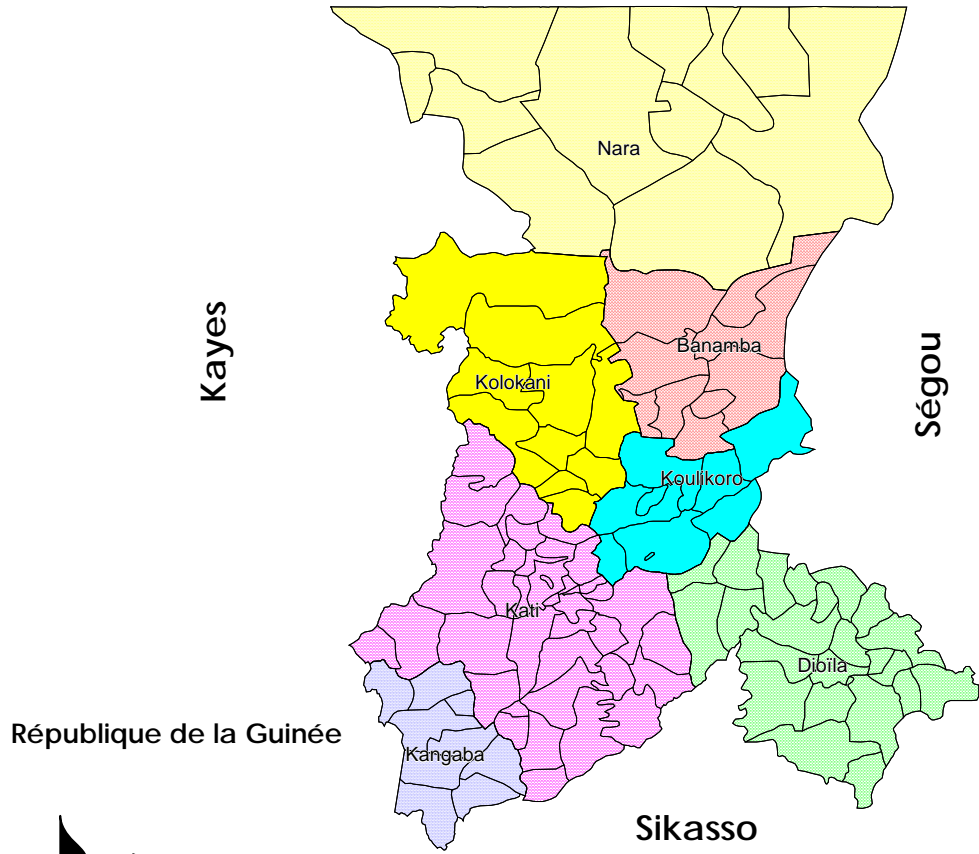 Nara
Kayes
Ségou
Banamba
Kolokani
Koulikoro
Kati
Dioïla
République de la Guinée
Kangaba
Sikasso